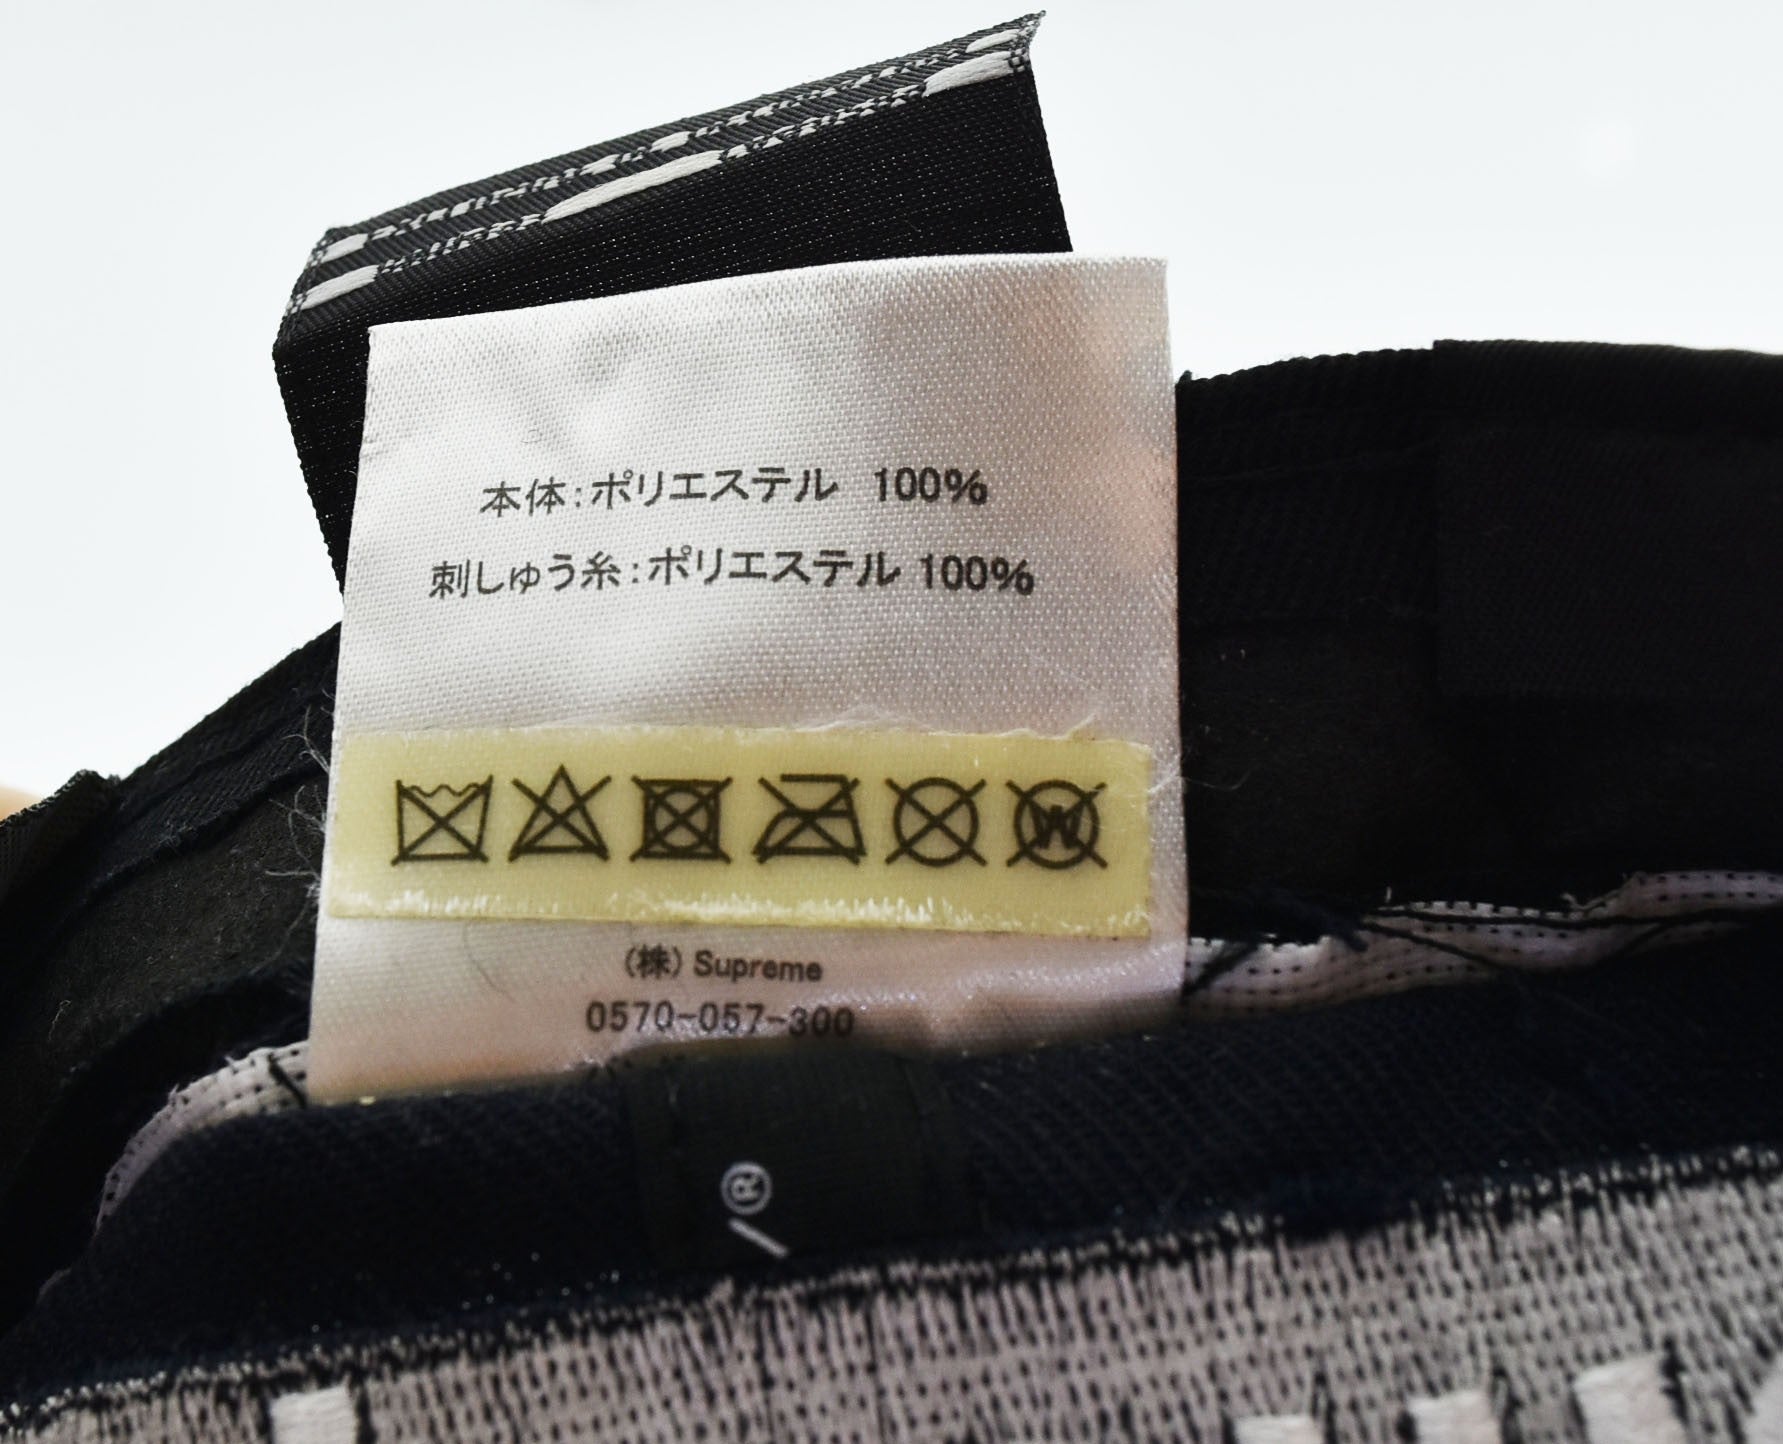 本体：ポリエステル 100%
刺しゅう糸：ポリエステル 100%
W
(株) Supreme
0570-057-300
®